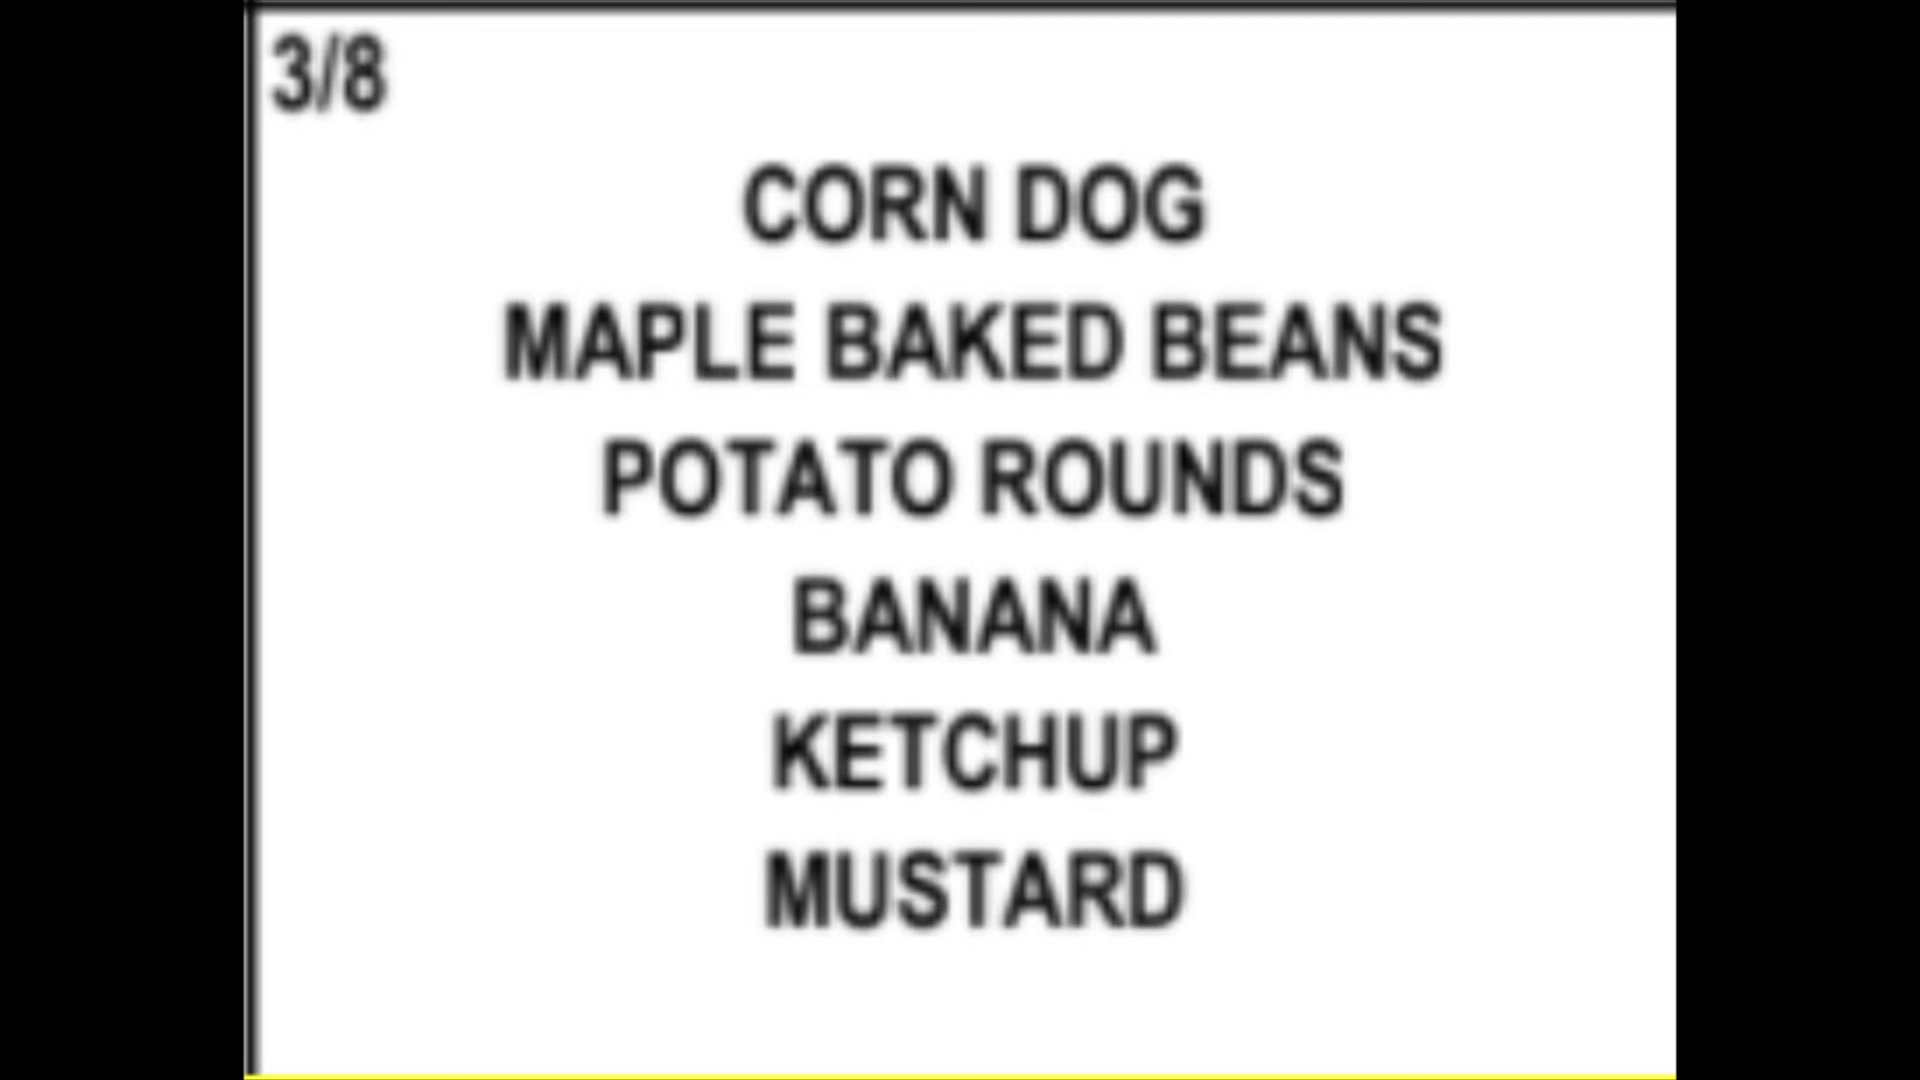 3/8
CORN DOG
MAPLE BAKED BEANS
POTATO ROUNDS
BANANA
KETCHUP
MUSTARD